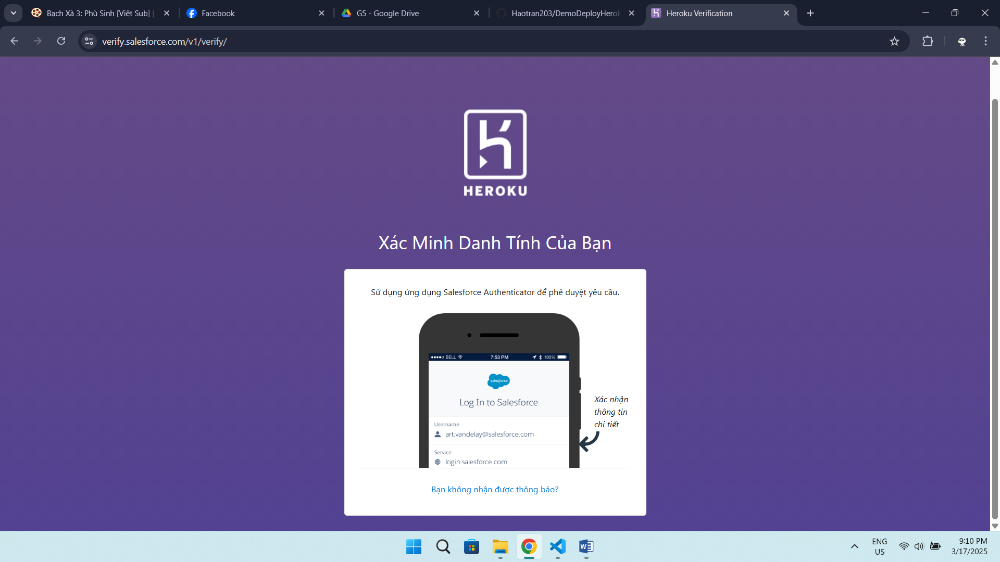 Bạch Xà 3: Phù Sinh [Việt Sub] |
Facebook
G5 - Google Drive
Haotran203/DemoDeployHerok
Heroku Verification
verify.salesforce.com/v1/verify/
HEROKU
Xác Minh Danh Tính Của Bạn
Sử dụng ứng dụng Salesforce Authenticator để phê duyệt yêu cầu.
BELL
7:53 PM
100%
salesforce
Log In to Salesforce
Username
art.vandelay@salesforce.com
Service
login.salesforce.com
Xác nhận
thông tin
chi tiết
Bạn không nhận được thông báo?
ENG
US
9:10 PM
3/17/2025